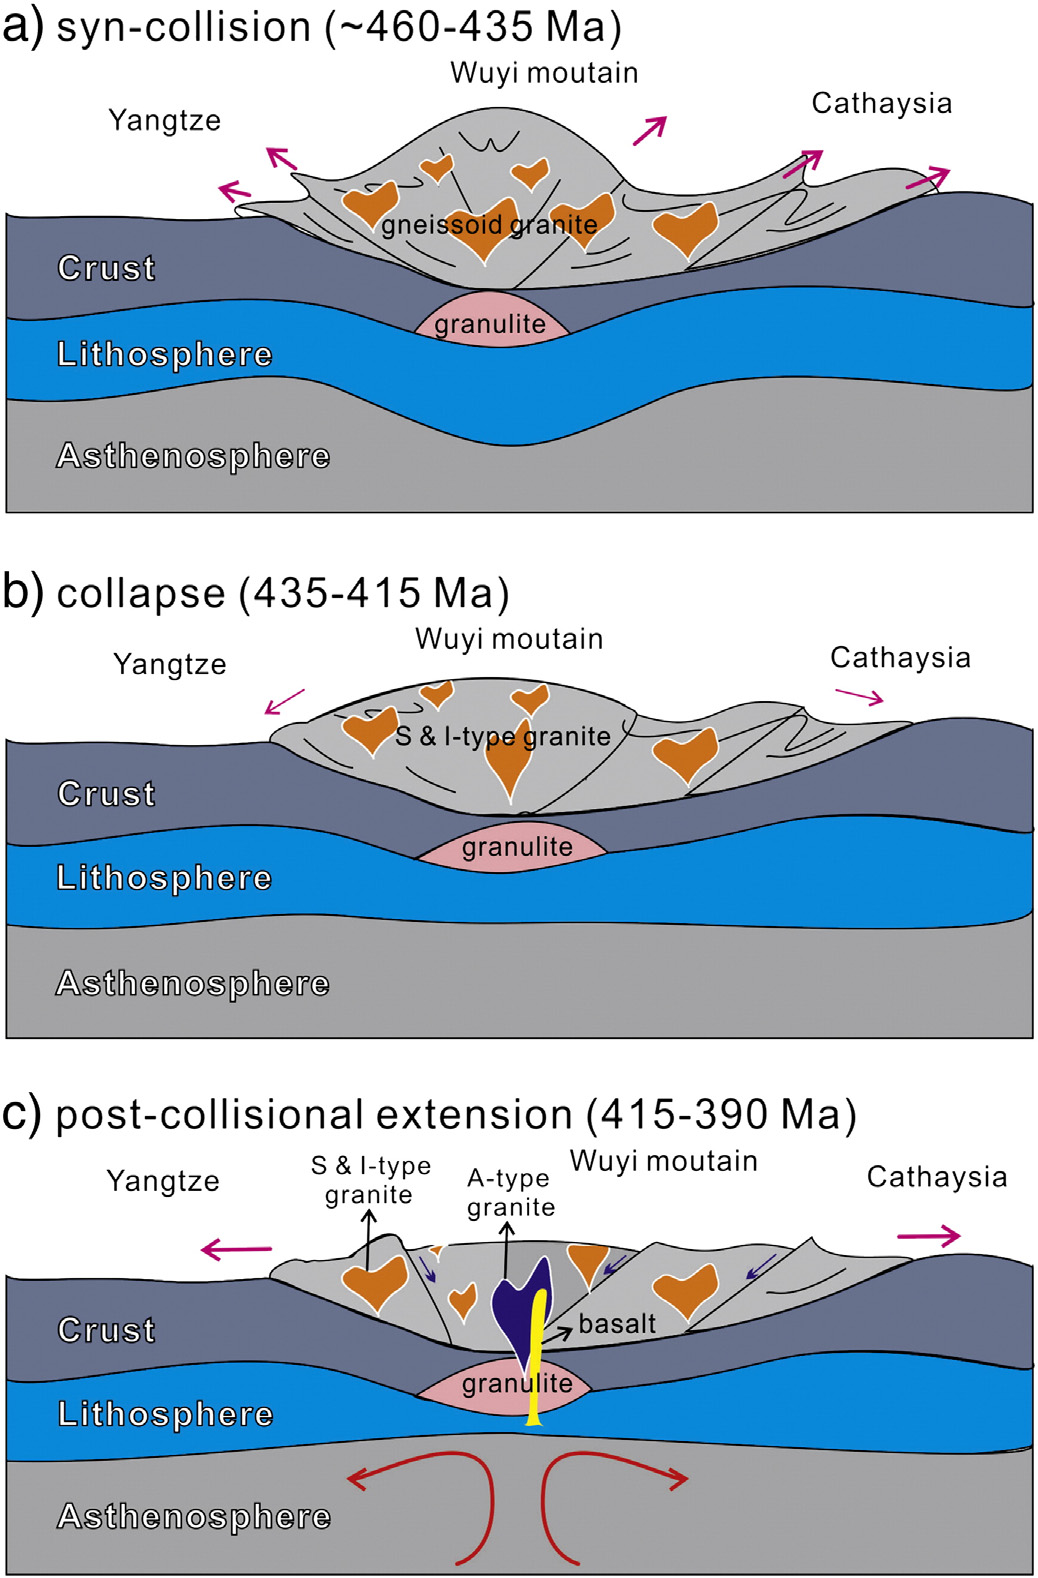 a) syn-collision (~460-435 Ma)
Wuyi moutain
Yangtze
Cathaysia
gneissoid granite
Crust
granulite
Lithosphere
Asthenosphere
b) collapse (435-415 Ma)
Wuyi moutain
Yangtze
Cathaysia
S & I-type granite
Crust
granulite
Lithosphere
Asthenosphere
c) post-collisional extension (415-390 Ma)
Yangtze
S & I-type
granite
A-type
granite
Wuyi moutain
Cathaysia
basalt
Crust
granulite
Lithosphere
Asthenosphere